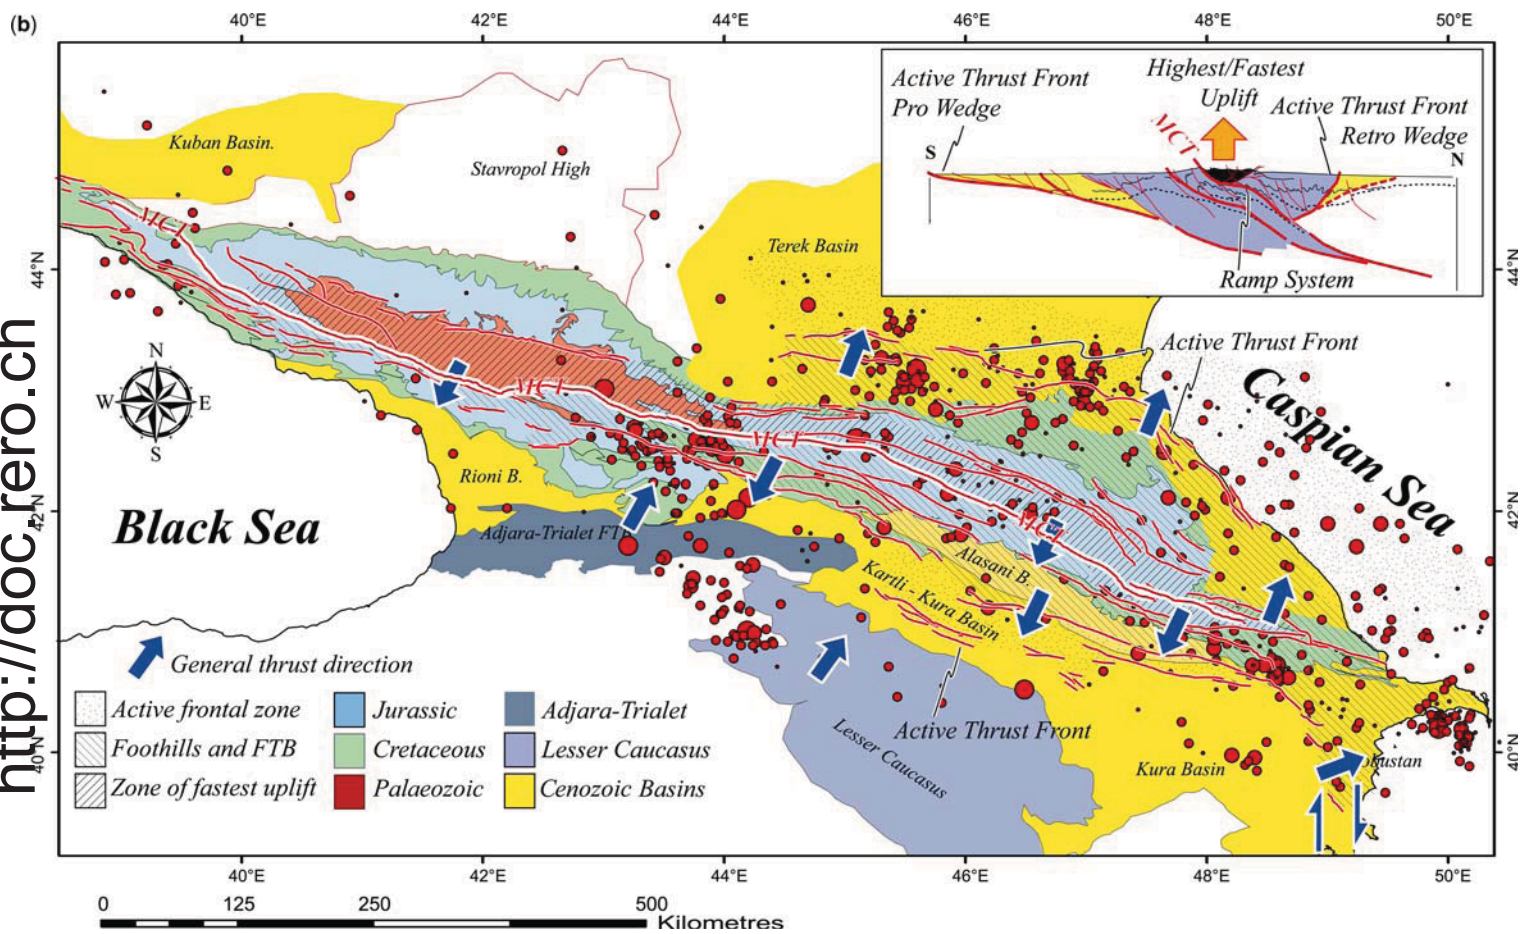 (b)
40°E
42°E
44°E
46°E
48°E
50°E
Kuban Basin.
Stavropol High
Terek Basin
Active Thrust Front
Pro Wedge
Highest/Fastest
Uplift
Active Thrust Front
Retro Wedge
MCT
S
N
Ramp System
44°N
44°N
MCT
N
W
E
S
MCT
MCT
MCT
Active Thrust Front
Caspian Sea
Rioni B.
42°N
42°N
Black Sea
Adjara-Trialet FTB
Alasani B.
Kartli - Kura Basin
Active Thrust Front
Lesser Caucasus
Kura Basin
obustan
40°N
40°N
General thrust direction
Active frontal zone
Jurassic
Adjara-Trialet
Foothills and FTB
Cretaceous
Lesser Caucasus
Zone of fastest uplift
Palaeozoic
Cenozoic Basins
40°E
42°E
44°E
46°E
48°E
50°E
0
125
250
500
Kilometres
http://doc.rero.ch